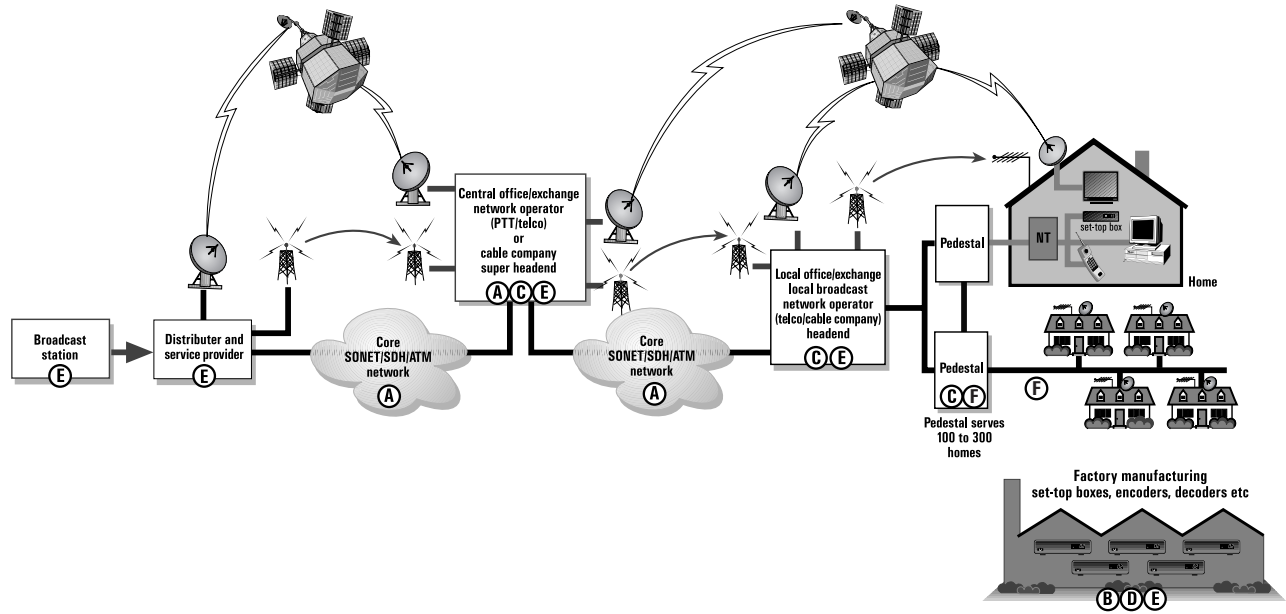 Broadcast
station
E
Distributer and
service provider
E
Core
SONET/SDH/ATM
network
A
Central office/exchange
network operator
(PTT/telco)
or
cable company
super headend
A C E
Core
SONET/SDH/ATM
network
A
Local office/exchange
local broadcast
network operator
(telco/cable company)
headend
C E
Pedestal
Pedestal
C F
Pedestal serves
100 to 300
homes
NT
set-top box
Home
F
Factory manufacturing
set-top boxes, encoders, decoders etc
B D E